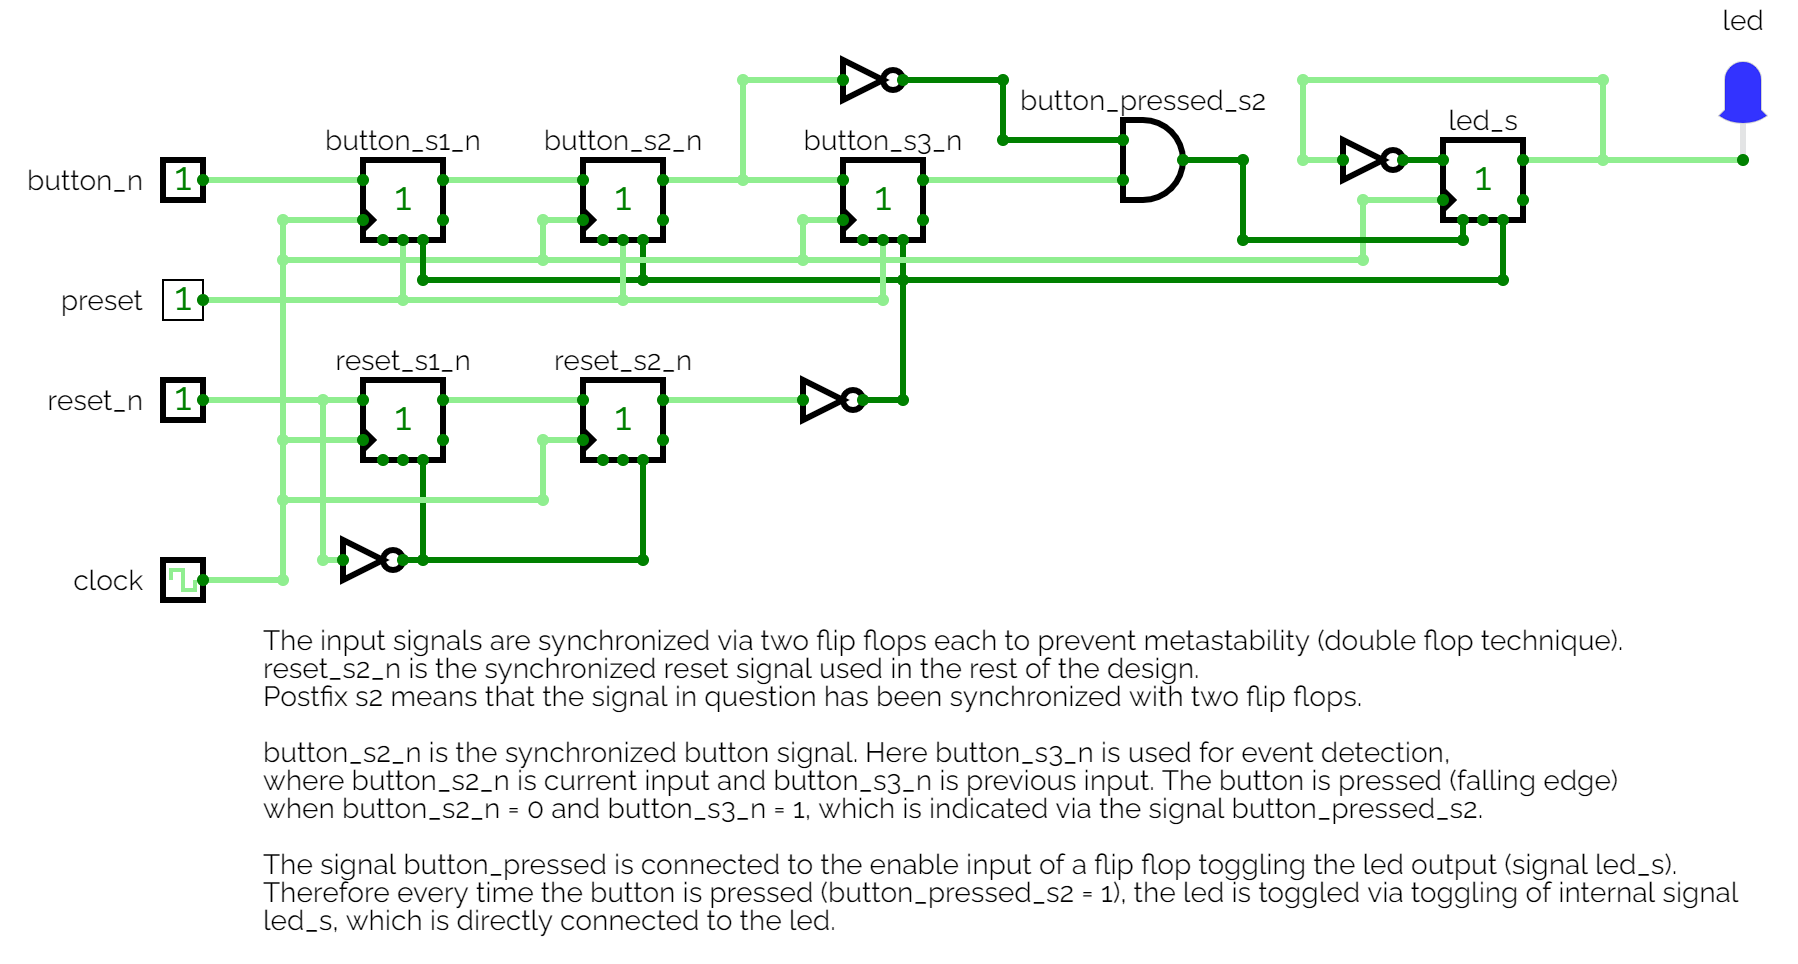 led
button_pressed_s2
led_s
button_s1_n
button_s2_n
button_s3_n
button_n
1
1
1
1
1
preset
1
reset_s1_n
reset_s2_n
reset_n
1
1
1
clock
The input signals are synchronized via two flip flops each to prevent metastability (double flop technique).
reset_s2_n is the synchronized reset signal used in the rest of the design.
Postfix s2 means that the signal in question has been synchronized with two flip flops.
button_s2_n is the synchronized button signal. Here button_s3_n is used for event detection,
where button_s2_n is current input and button_s3_n is previous input. The button is pressed (falling edge)
when button_s2_n = 0 and button_s3_n = 1, which is indicated via the signal button_pressed_s2.
The signal button_pressed is connected to the enable input of a flip flop toggling the led output (signal led_s).
Therefore every time the button is pressed (button_pressed_s2 = 1), the led is toggled via toggling of internal signal
led_s, which is directly connected to the led.